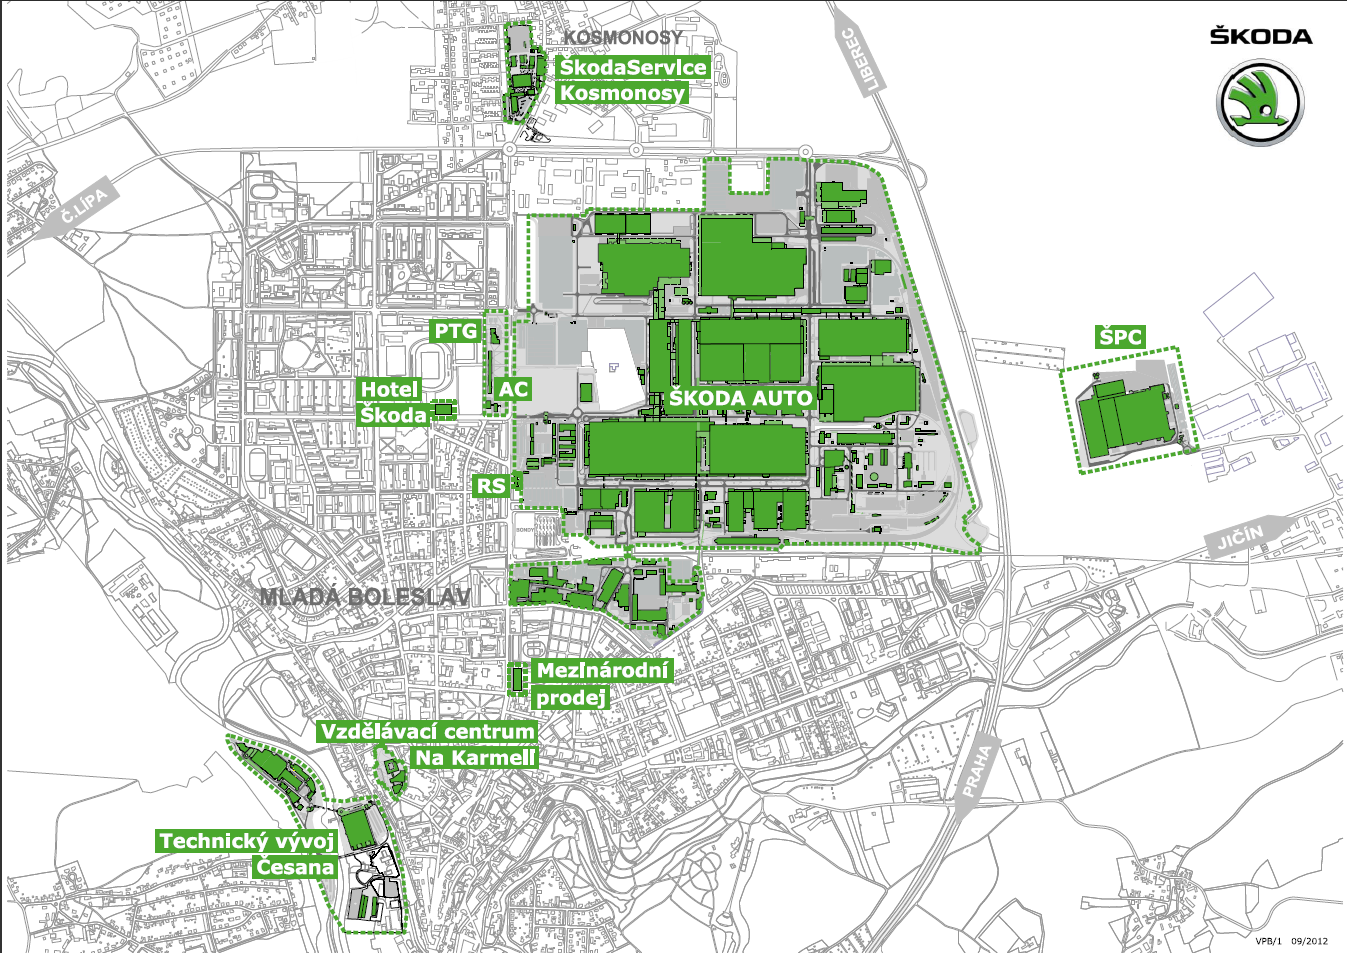 KOSMONOSY
ŠKODA
ŠkodaServIce
Kosmonosy
LIBEREC
Č.LÍPA
PTG
ŠPC
Hotel
Škoda
AC
ŠKODA AUTO
RS
BONDY
JIČÍN
MLADÁ BOLESLAV
MezInárodní
prodej
Vzdělávací centrum
Na KarmelI
PRAHA
Technický vývoj
Česana
VPB/1 09/2012